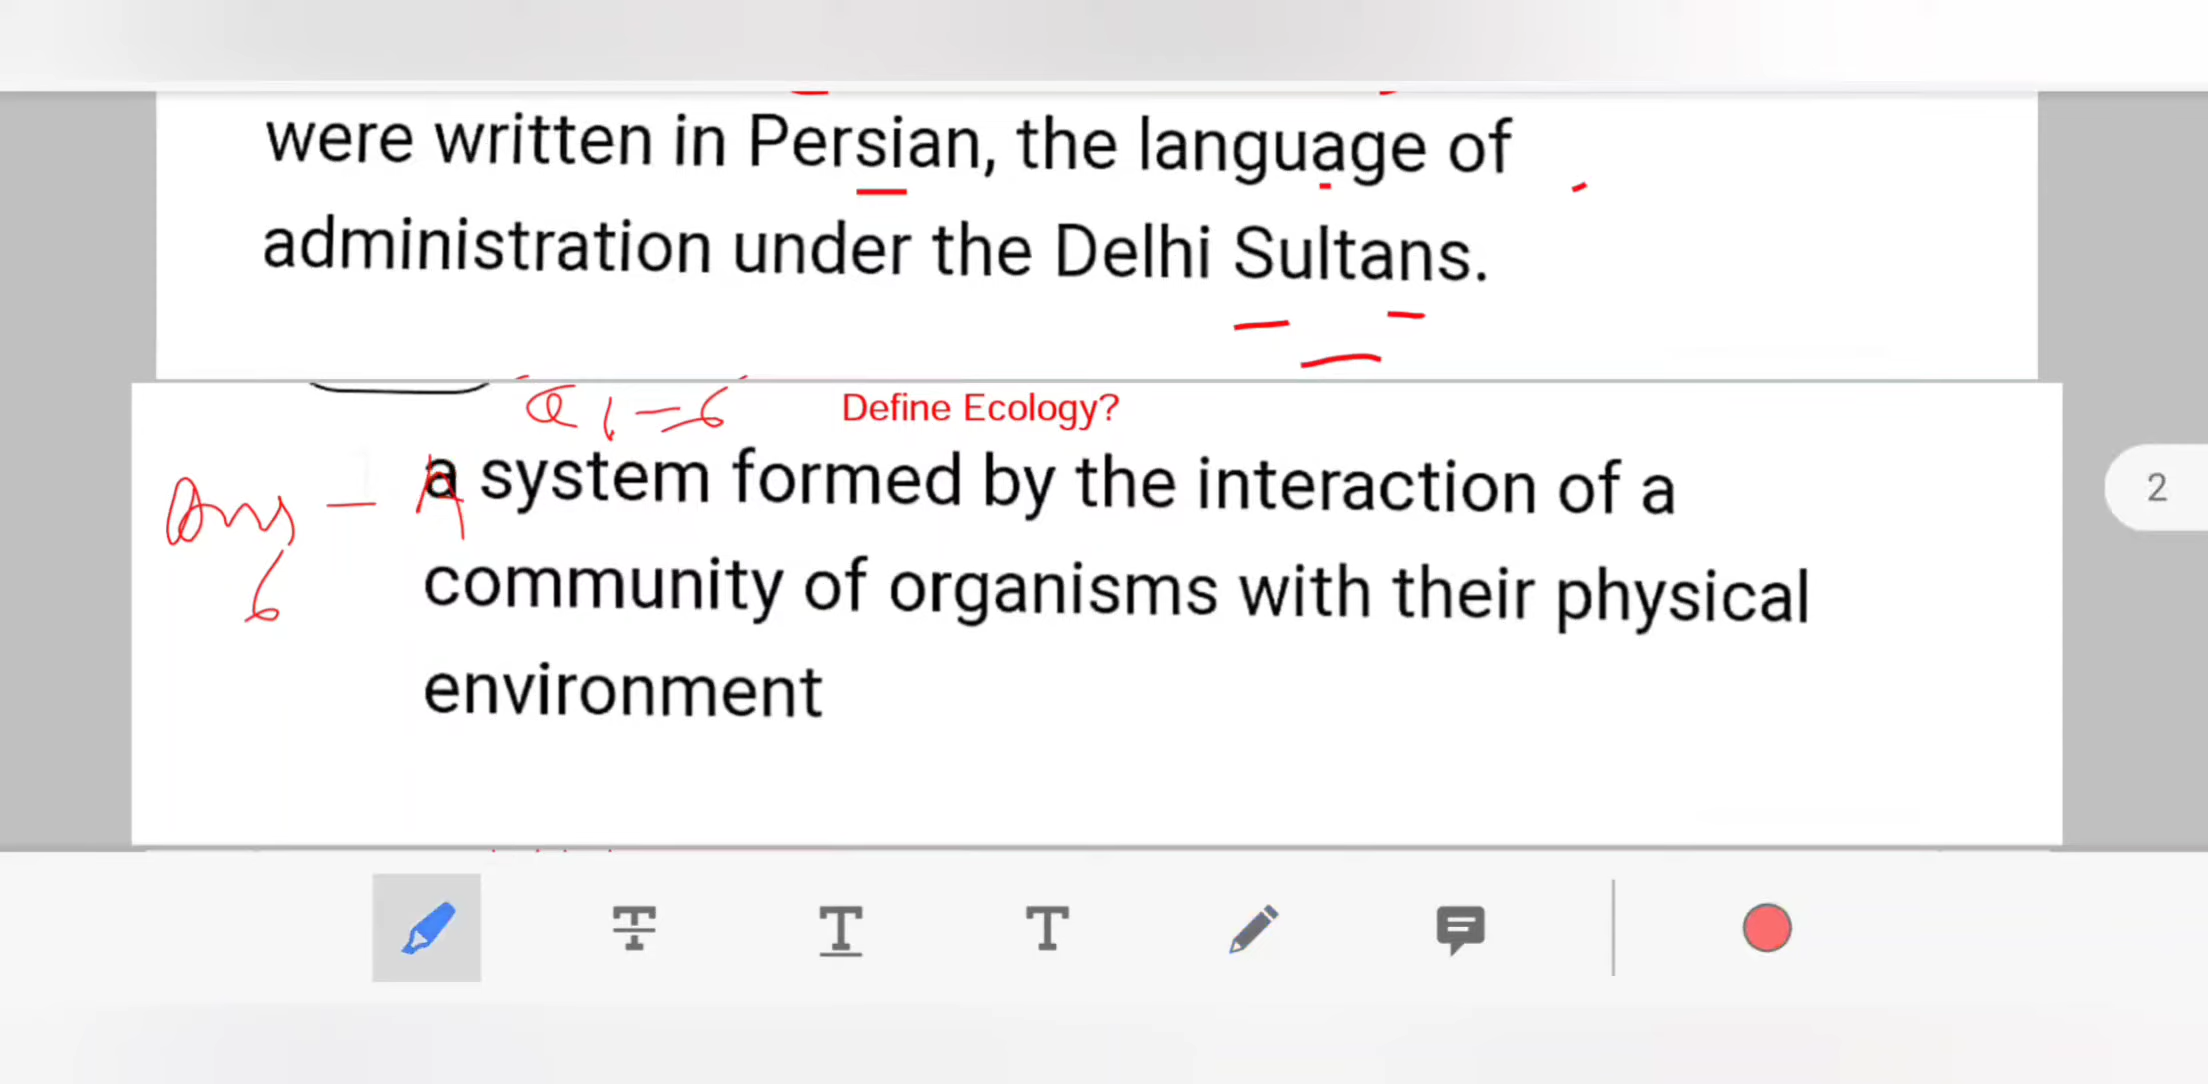 were written in Persian, the language of
administration under the Delhi Sultans.
Q 1-6 Define Ecology?
Ans 6 - A system formed by the interaction of a
community of organisms with their physical
environment
2